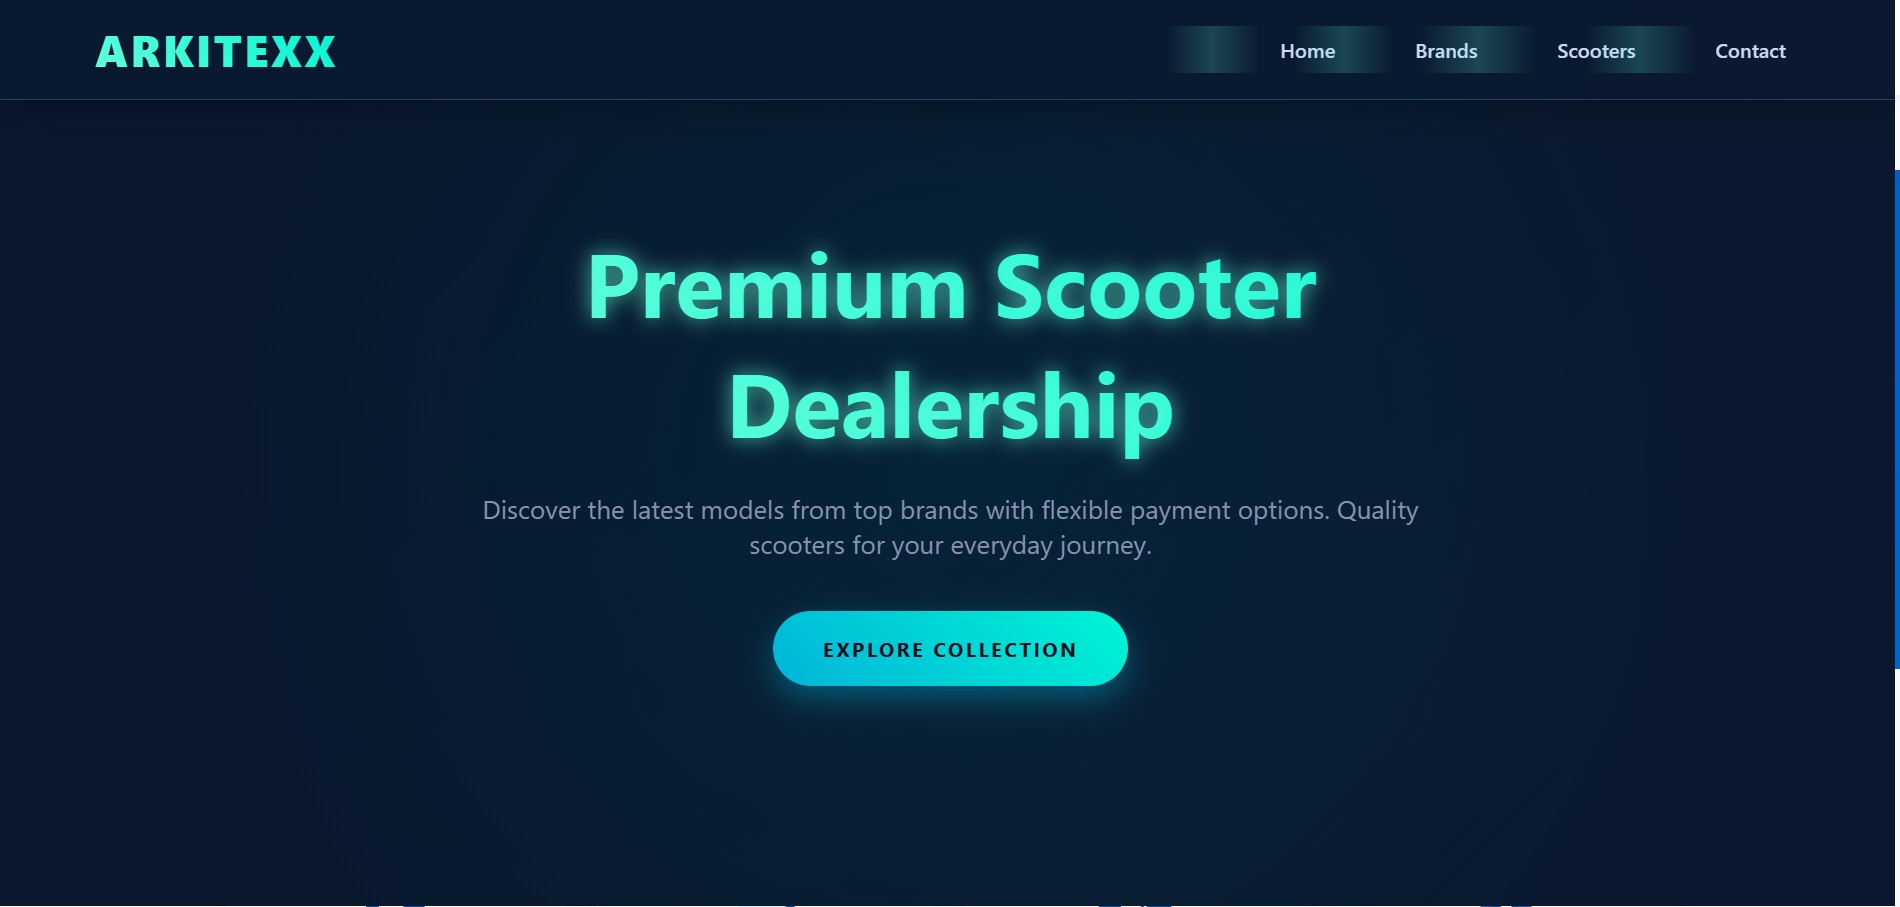 ARKITEXX
Home Brands Scooters Contact
Premium Scooter
Dealership
Discover the latest models from top brands with flexible payment options. Quality
scooters for your everyday journey.
EXPLORE COLLECTION